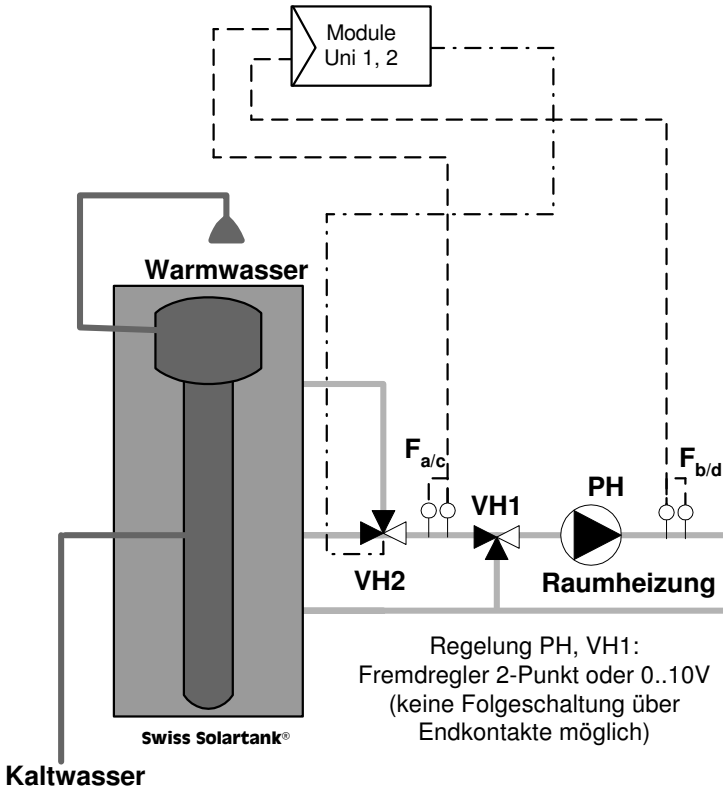 Module
Uni 1, 2
Warmwasser
F a/c
F b/d
VH1
PH
VH2
Raumheizung
Regelung PH, VH1:
Fremdregler 2-Punkt oder 0..10V
(keine Folgeschaltung über
Endkontakte möglich)
Swiss Solartank®
Kaltwasser